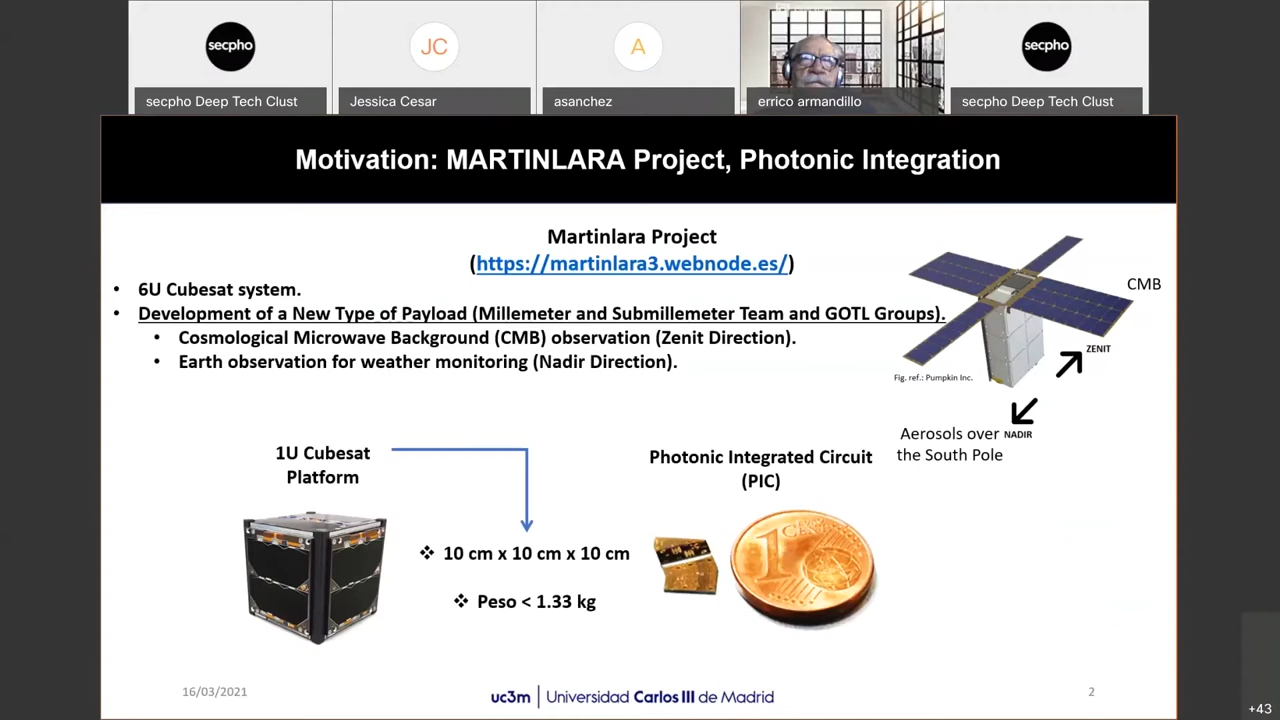 secpho
JC
A
secpho
secpho Deep Tech Clust
Jessica Cesar
asanchez
errico armandillo
secpho Deep Tech Clust
Motivation: MARTINLARA Project, Photonic Integration
Martinlara Project
(https://martinlara3.webnode.es/)
• 6U Cubesat system.
• Development of a New Type of Payload (Millemeter and Submillemeter Team and GOTL Groups).
• Cosmological Microwave Background (CMB) observation (Zenit Direction).
• Earth observation for weather monitoring (Nadir Direction).
CMB
ZENIT
Fig. ref.: Pumpkin Inc.
Aerosols over
the South Pole
NADIR
1U Cubesat
Platform
❖ 10 cm x 10 cm x 10 cm
❖ Peso < 1.33 kg
Photonic Integrated Circuit
(PIC)
1
CENT
16/03/2021
uc3m | Universidad Carlos III de Madrid
2
+43